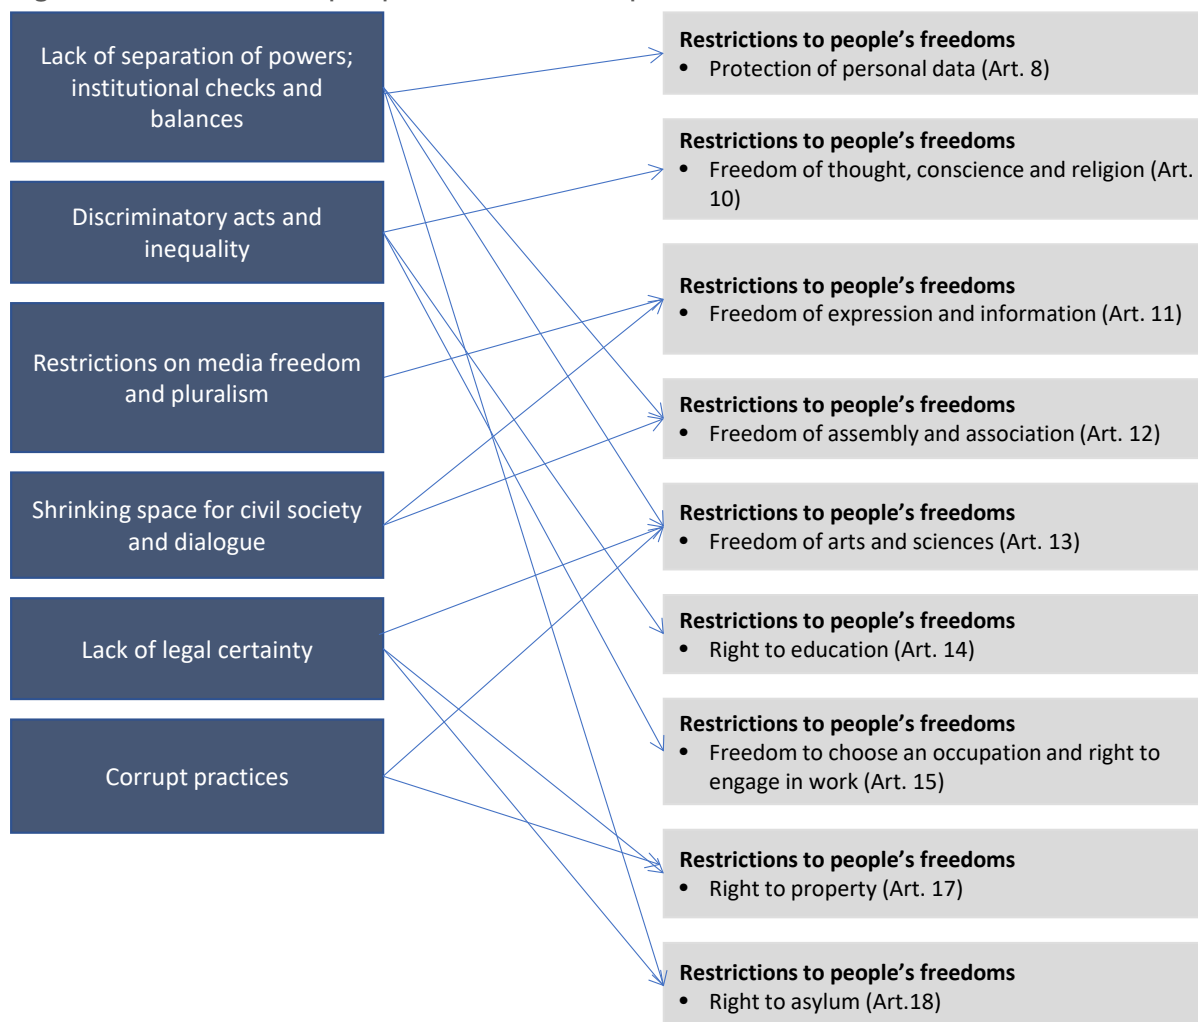 Lack of separation of powers;
institutional checks and
balances
Discriminatory acts and
inequality
Restrictions on media freedom
and pluralism
Shrinking space for civil society
and dialogue
Lack of legal certainty
Corrupt practices
Restrictions to people’s freedoms
• Protection of personal data (Art. 8)
Restrictions to people’s freedoms
• Freedom of thought, conscience and religion (Art.
10)
Restrictions to people’s freedoms
• Freedom of expression and information (Art. 11)
Restrictions to people’s freedoms
• Freedom of assembly and association (Art. 12)
Restrictions to people’s freedoms
• Freedom of arts and sciences (Art. 13)
Restrictions to people’s freedoms
• Right to education (Art. 14)
Restrictions to people’s freedoms
• Freedom to choose an occupation and right to
engage in work (Art. 15)
Restrictions to people’s freedoms
• Right to property (Art. 17)
Restrictions to people’s freedoms
• Right to asylum (Art.18)